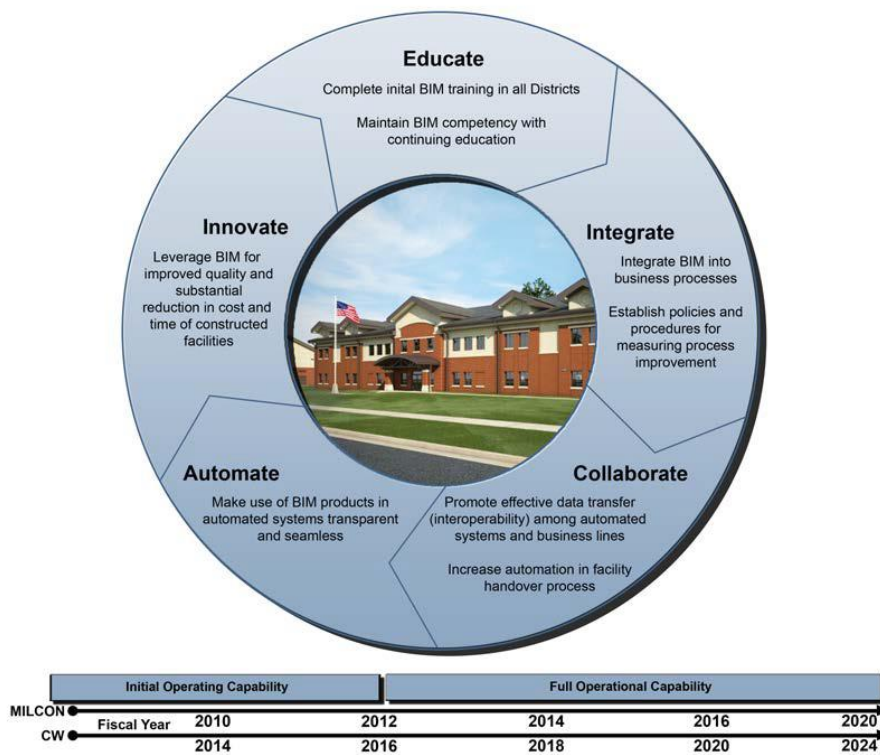 Educate
Complete inital BIM training in all Districts
Maintain BIM competency with
continuing education
Integrate
Integrate BIM into
business processes
Establish policies and
procedures for
measuring process
improvement
Collaborate
Promote effective data transfer
(interoperability) among automated
systems and business lines
Increase automation in facility
handover process
Automate
Make use of BIM products in
automated systems transparent
and seamless
Innovate
Leverage BIM for
improved quality and
substantial
reduction in cost and
time of constructed
facilities
Initial Operating Capability Full Operational Capability
MILCON
Fiscal Year 2010 2012 2014 2016 2020
CW
2014 2016 2018 2020 2024